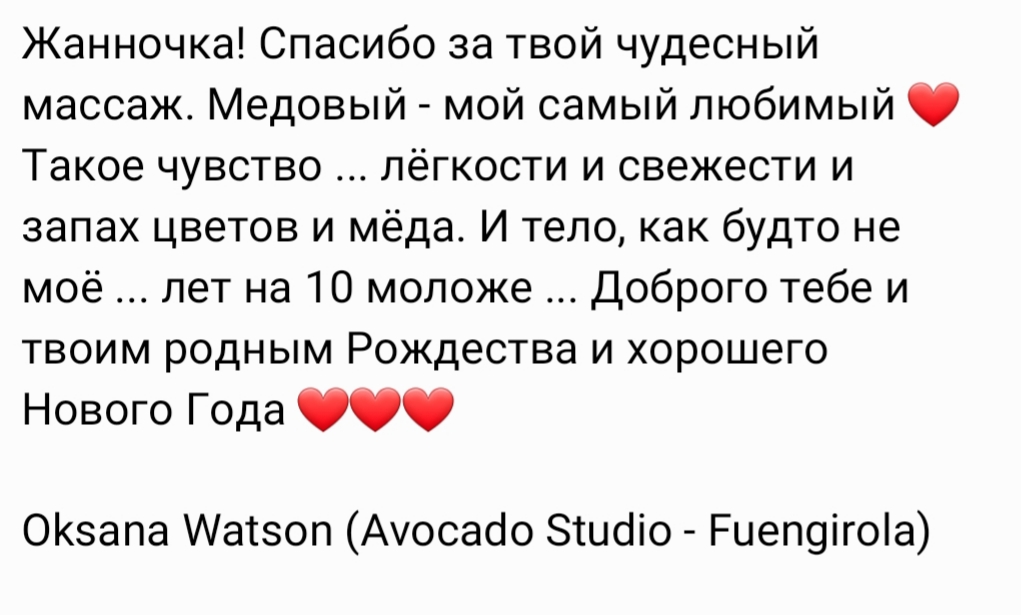 Жанночка! Спасибо за твой чудесный
массаж. Медовый - мой самый любимый ❤️
Такое чувство ... лёгкости и свежести и
запах цветов и мёда. И тело, как будто не
моё ... лет на 10 моложе ... Доброго тебе и
твоим родным Рождества и хорошего
Нового Года ❤️❤️❤️
Oksana Watson (Avocado Studio - Fuengirola)